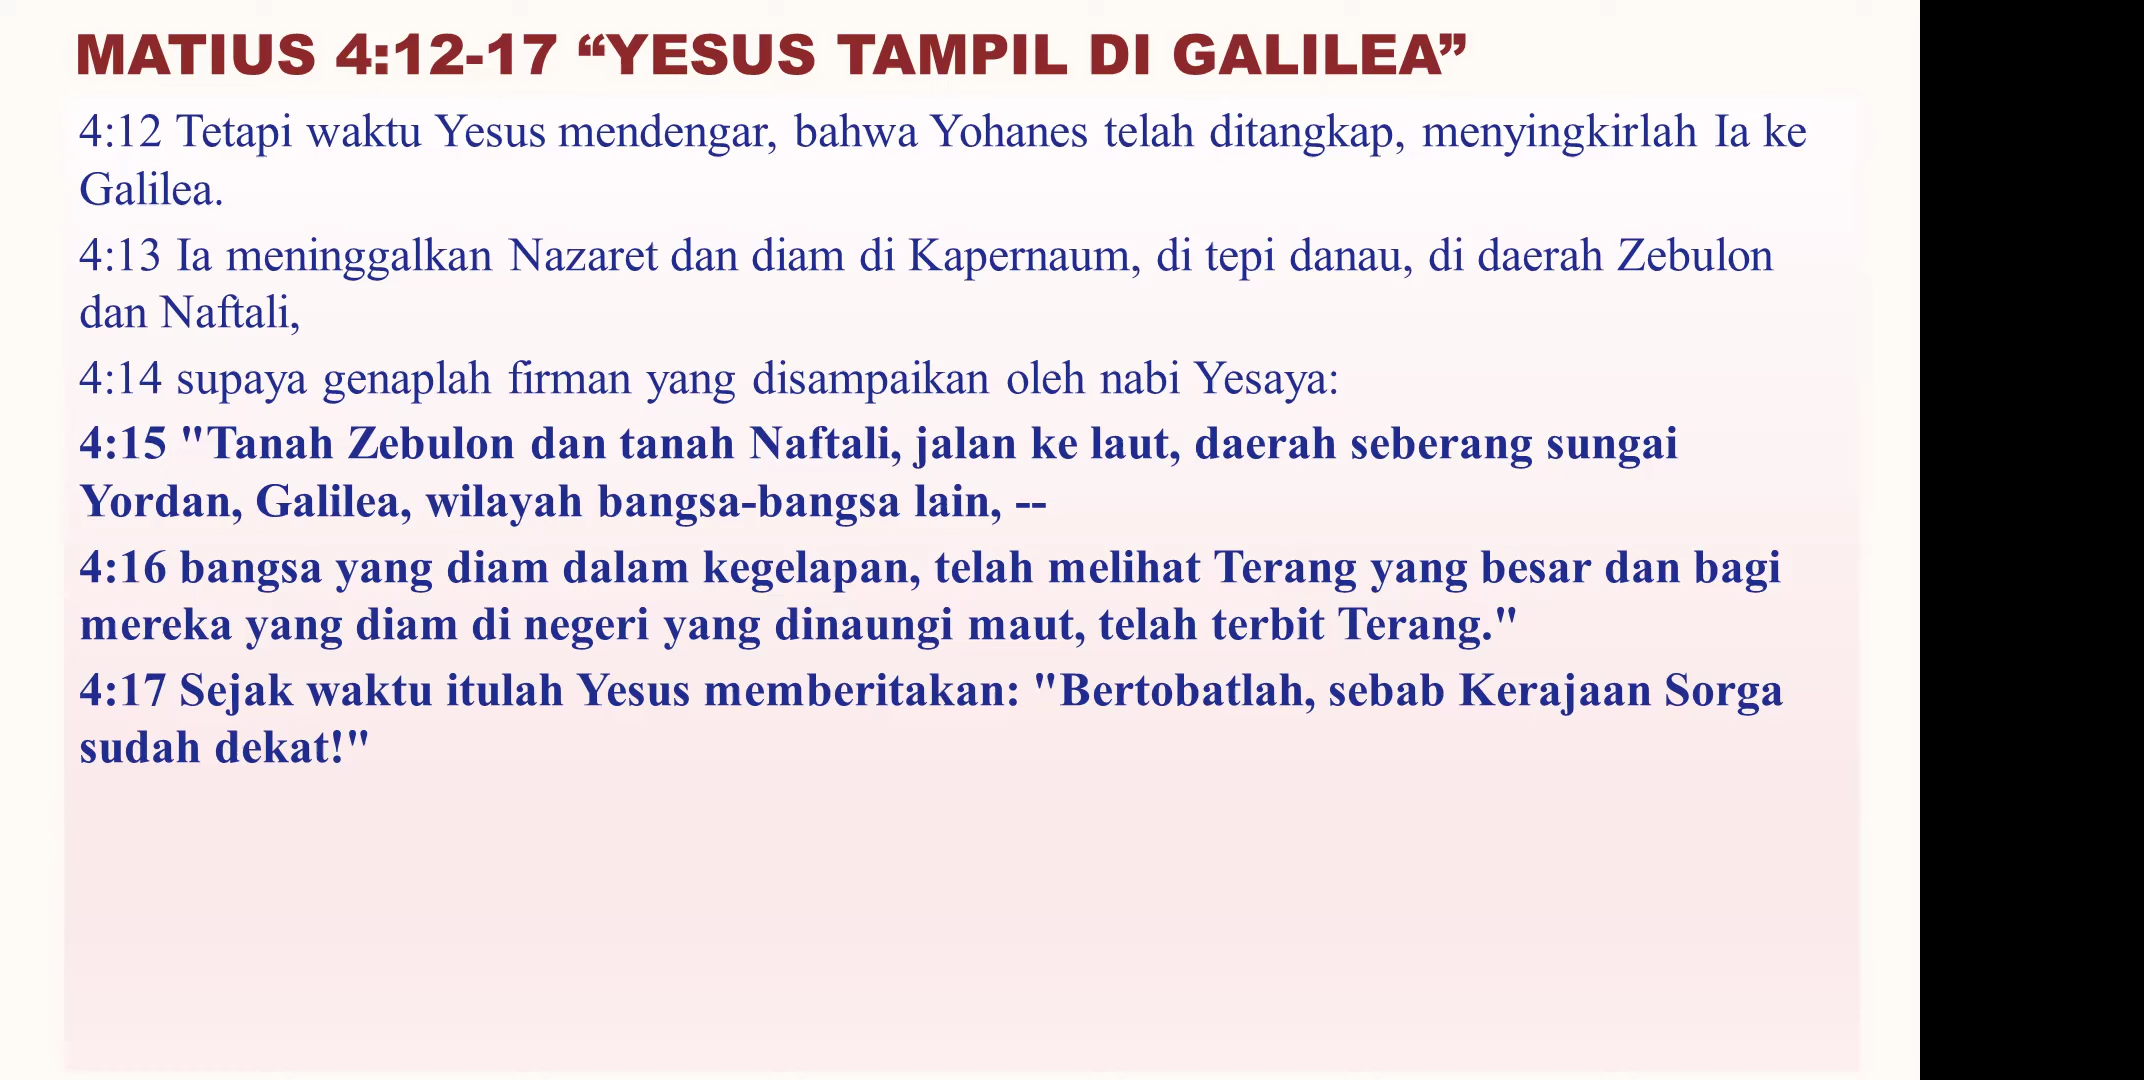 MATIUS 4:12-17 “YESUS TAMPIL DI GALILEA”
4:12 Tetapi waktu Yesus mendengar, bahwa Yohanes telah ditangkap, menyingkirlah Ia ke
Galilea.
4:13 Ia meninggalkan Nazaret dan diam di Kapernaum, di tepi danau, di daerah Zebulon
dan Naftali,
4:14 supaya genaplah firman yang disampaikan oleh nabi Yesaya:
4:15 "Tanah Zebulon dan tanah Naftali, jalan ke laut, daerah seberang sungai
Yordan, Galilea, wilayah bangsa-bangsa lain, --
4:16 bangsa yang diam dalam kegelapan, telah melihat Terang yang besar dan bagi
mereka yang diam di negeri yang dinaungi maut, telah terbit Terang."
4:17 Sejak waktu itulah Yesus memberitakan: "Bertobatlah, sebab Kerajaan Sorga
sudah dekat!"